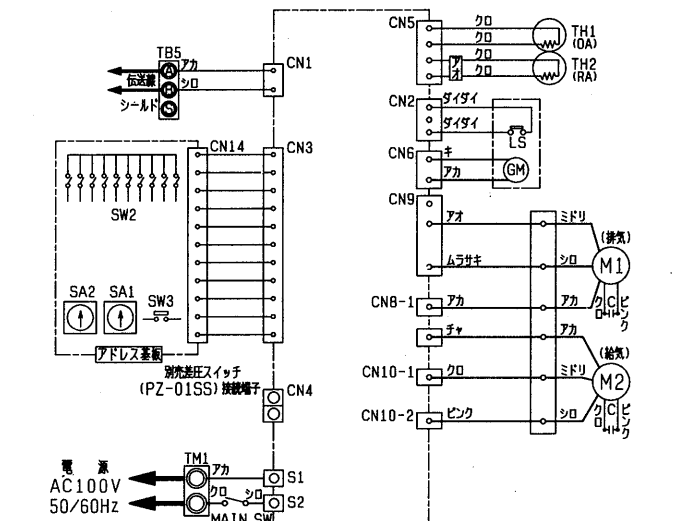 CN5
クロ
クロ
TH1
(OA)
クロ
アオ
クロ
TH2
(RA)
TB5
A
アカ
CN1
伝送線
B
シロ
シールド
S
CN2
ダイダイ
ダイダイ
LS
CN14
CN3
CN6
キ
アカ
GM
SW2
CN9
アオ
ミドリ
(排気)
ムラサキ
シロ
M1
SA2
SA1
SW3
CN8-1
アカ
アカ
クロ
C
ピンク
チャ
アカ
アドレス基板
(給気)
別売差圧スイッチ
(PZ-01SS)接続端子
CN10-1
クロ
ミドリ
M2
CN4
CN10-2
ピンク
シロ
クロ
C
ピンク
電源
AC100V
50/60Hz
TM1
アカ
S1
クロ
シロ
S2
MAIN SW